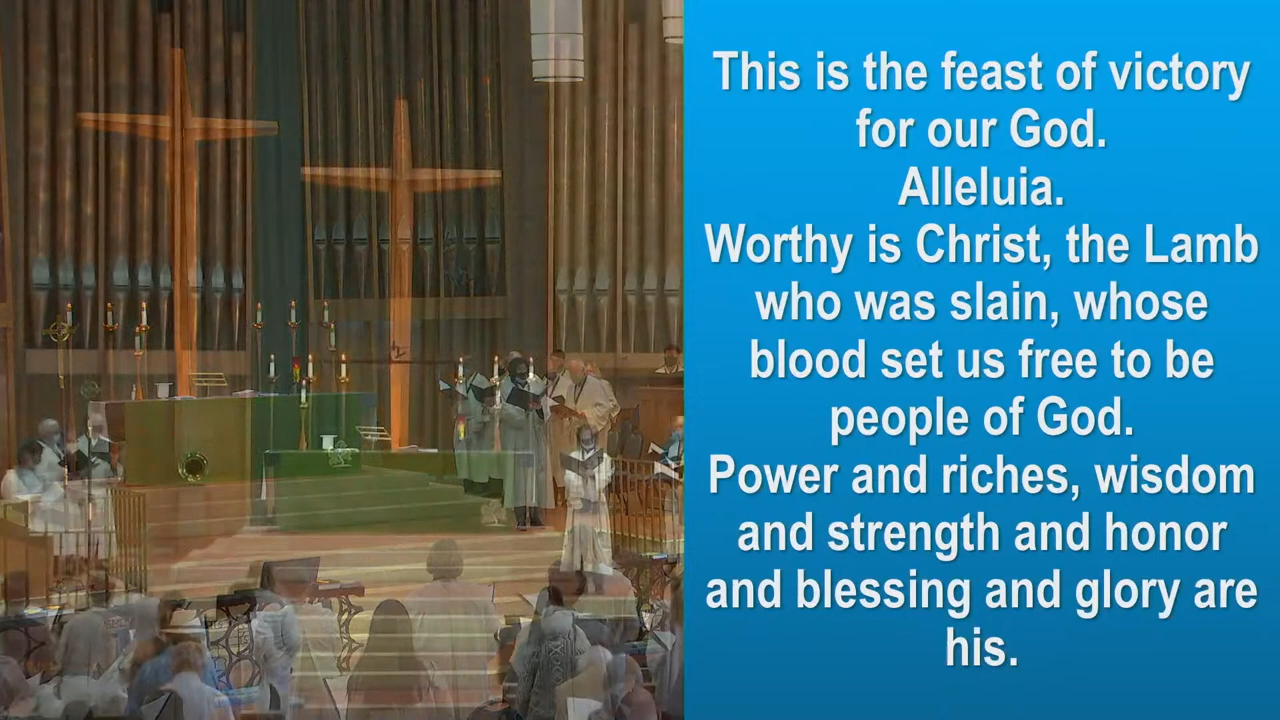 This is the feast of victory
for our God.
Alleluia.
Worthy is Christ, the Lamb
who was slain, whose
blood set us free to be
people of God.
Power and riches, wisdom
and strength and honor
and blessing and glory are
his.